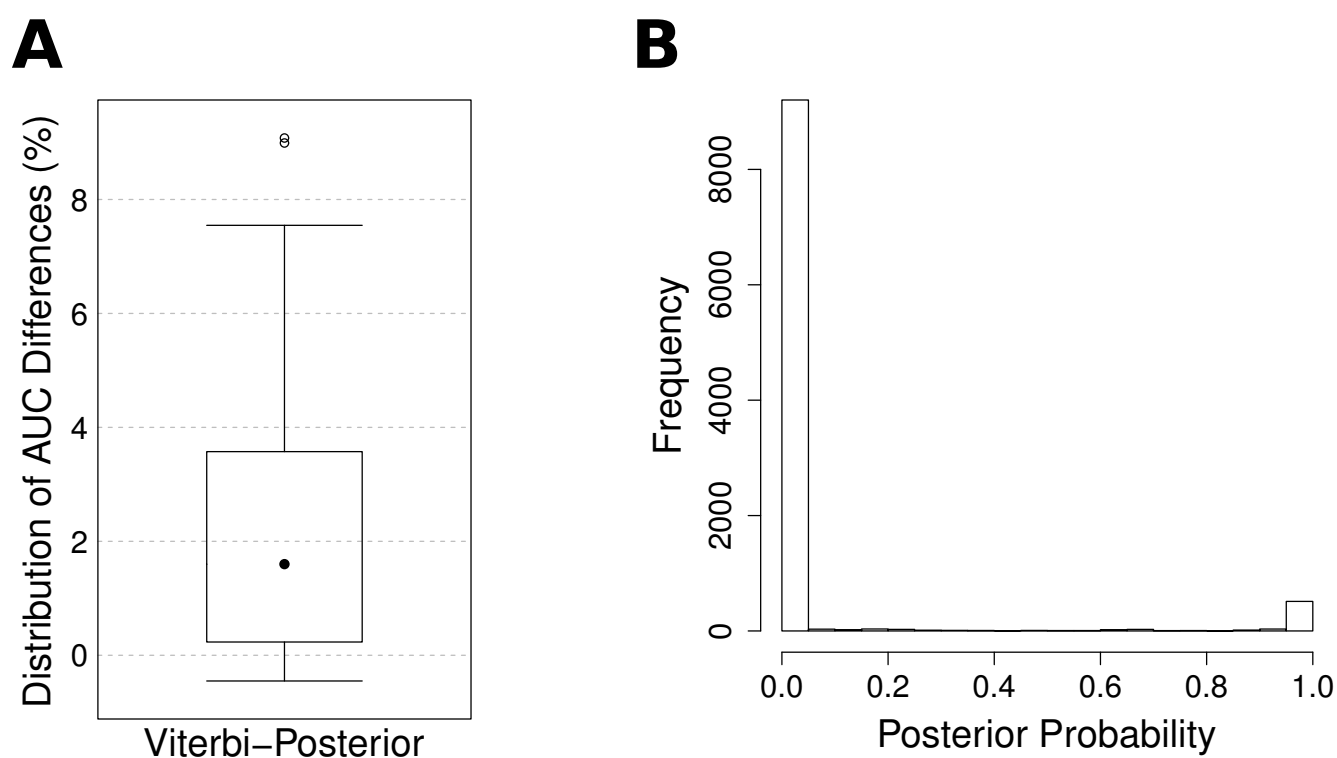 A
Distribution of AUC Differences (%)
8
6
4
2
0
Viterbi−Posterior
B
Frequency
8000
6000
4000
2000
0
0.0 0.2 0.4 0.6 0.8 1.0
Posterior Probability